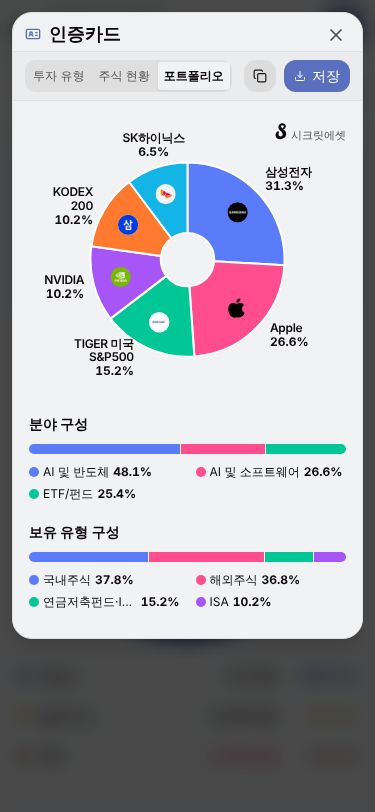 인증카드
투자 유형 주식 현황 포트폴리오 저장
시크릿에셋
SK하이닉스
6.5%
삼성전자
31.3%
SAMSUNG
KODEX
200
10.2%
삼
NVIDIA
10.2%
Apple
26.6%
TIGER 미국
S&P500
15.2%
분야 구성
AI 및 반도체 48.1%
AI 및 소프트웨어 26.6%
ETF/펀드 25.4%
보유 유형 구성
국내주식 37.8%
해외주식 36.8%
연금저축펀드·I... 15.2%
ISA 10.2%